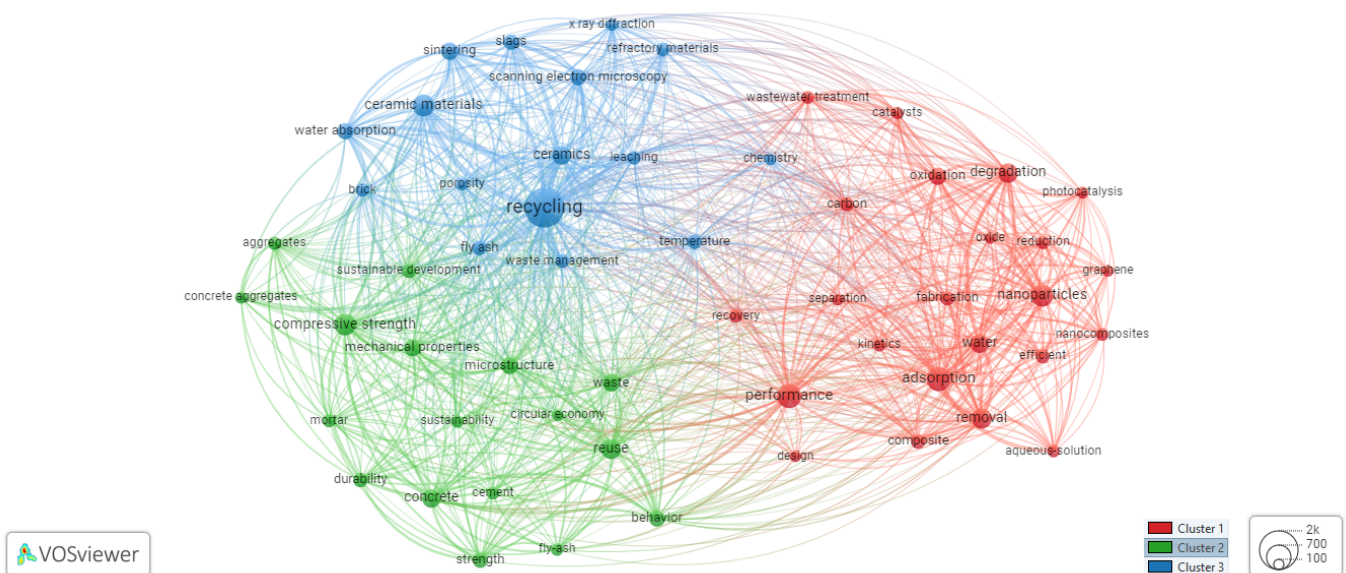 x ray diffraction
slags
sintering
refractory materials
scanning electron microscopy
wastewater treatment
ceramic materials
catalysts
water absorption
ceramics
leaching
chemistry
oxidation
degradation
brick
porosity
photocatalysis
recycling
carbon
aggregates
temperature
oxide
reduction
fly ash
waste management
sustainable development
graphene
concrete aggregates
separation
fabrication
nanoparticles
recovery
compressive strength
nanocomposites
mechanical properties
kinetics
water
efficient
microstructure
waste
adsorption
performance
circular economy
mortar
sustainability
removal
reuse
composite
design
aqueous-solution
durability
concrete
cement
behavior
fly-ash
strength
VOSviewer
Cluster 1
Cluster 2
Cluster 3
2k
700
100